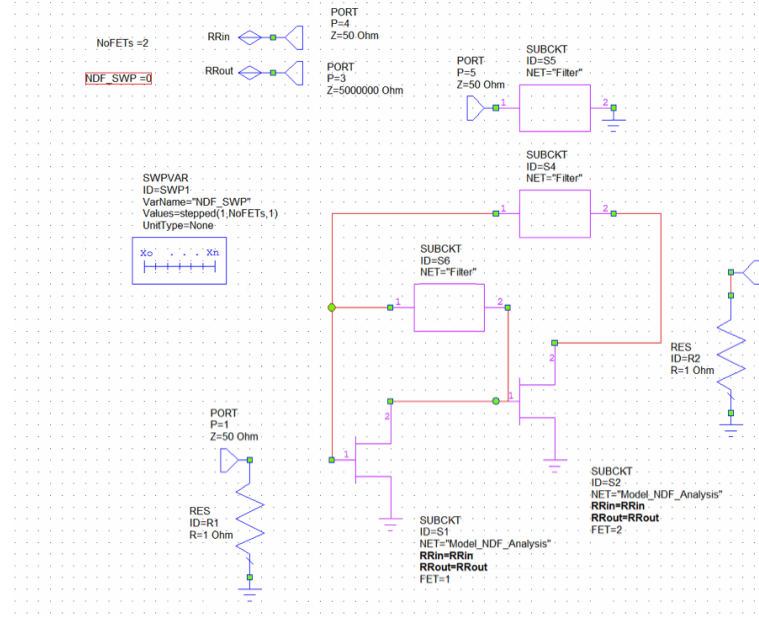 NoFETs =2
NDF_SWP =0
RRin
PORT
P=4
Z=50 Ohm
RRout
PORT
P=3
Z=5000000 Ohm
PORT
P=5
Z=50 Ohm
SUBCKT
ID=S5
NET="Filter"
1
2
SWPVAR
ID=SWP1
VarName="NDF_SWP"
Values=stepped(1,NoFETs,1)
UnitType=None
Xo . . . Xn
SUBCKT
ID=S4
NET="Filter"
1
2
SUBCKT
ID=S6
NET="Filter"
1
2
RES
ID=R2
R=1 Ohm
2
1
2
1
PORT
P=1
Z=50 Ohm
RES
ID=R1
R=1 Ohm
SUBCKT
ID=S2
NET="Model_NDF_Analysis"
RRin=RRin
RRout=RRout
FET=2
SUBCKT
ID=S1
NET="Model_NDF_Analysis"
RRin=RRin
RRout=RRout
FET=1